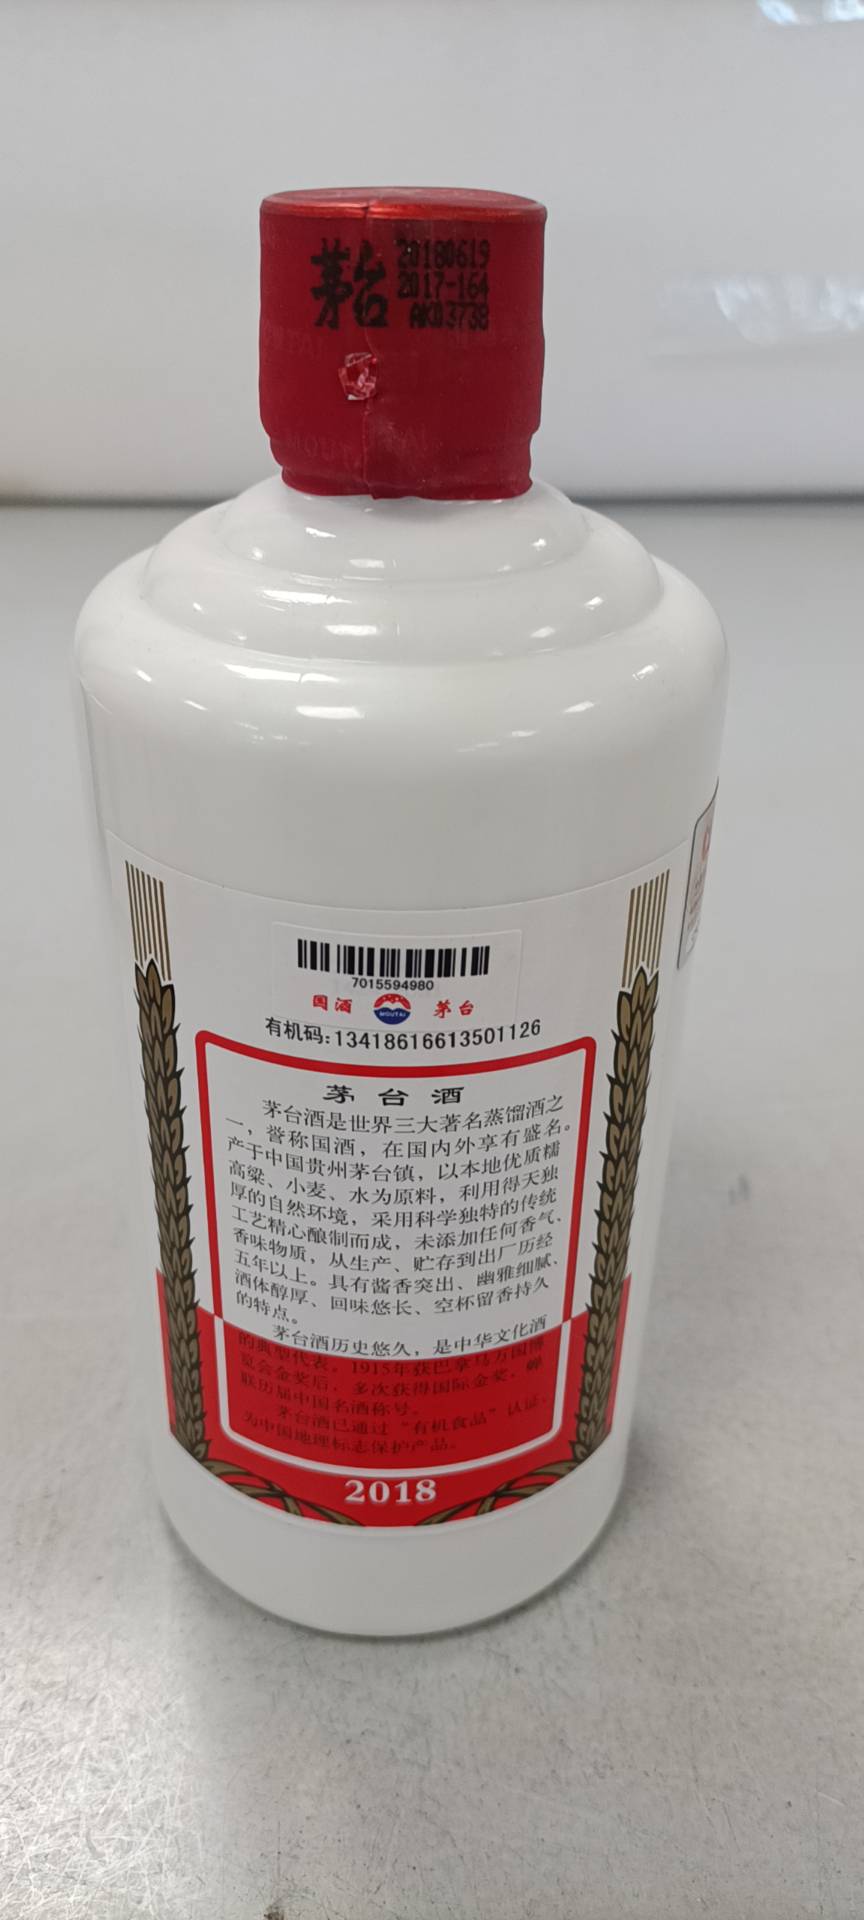 茅台
20180619
2017-164
AK03738
MOUTAI
7015594980
国酒 MOUTAI 茅台
有机码:13418616613501126
茅台酒
茅台酒是世界三大著名蒸馏酒之
一，誉称国酒，在国内外享有盛名。
产于中国贵州茅台镇，以本地优质糯
高粱、小麦、水为原料，利用得天独
厚的自然环境，采用科学独特的传统
工艺精心酿制而成，未添加任何香气、
香味物质，从生产、贮存到出厂历经
五年以上。具有酱香突出、幽雅细腻、
酒体醇厚、回味悠长、空杯留香持久
的特点。
茅台酒历史悠久，是中华文化酒
的典型代表。1915年获巴拿马万国博
览会金奖后，多次获得国际金奖，蝉
联历届中国名酒称号。
茅台酒已通过“有机食品”认证。
为中国地理标志保护产品。
2018